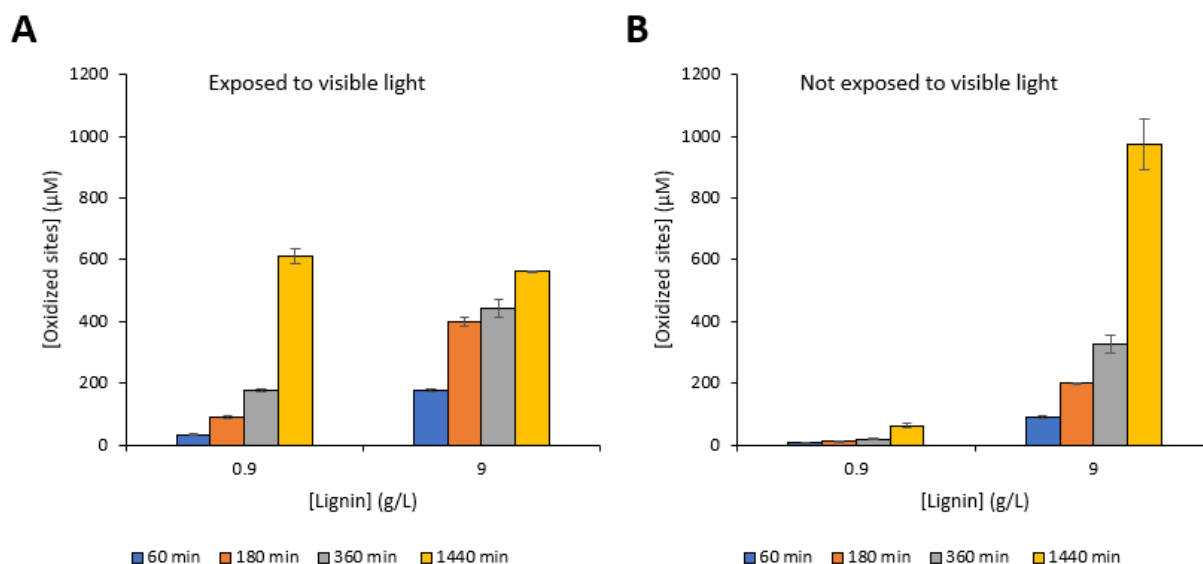 A
Exposed to visible light
1200
1000
800
600
400
200
0
[Oxidized sites] (µM)
0.9 9
[Lignin] (g/L)
60 min 180 min 360 min 1440 min
B
Not exposed to visible light
1200
1000
800
600
400
200
0
[Oxidized sites] (µM)
0.9 9
[Lignin] (g/L)
60 min 180 min 360 min 1440 min